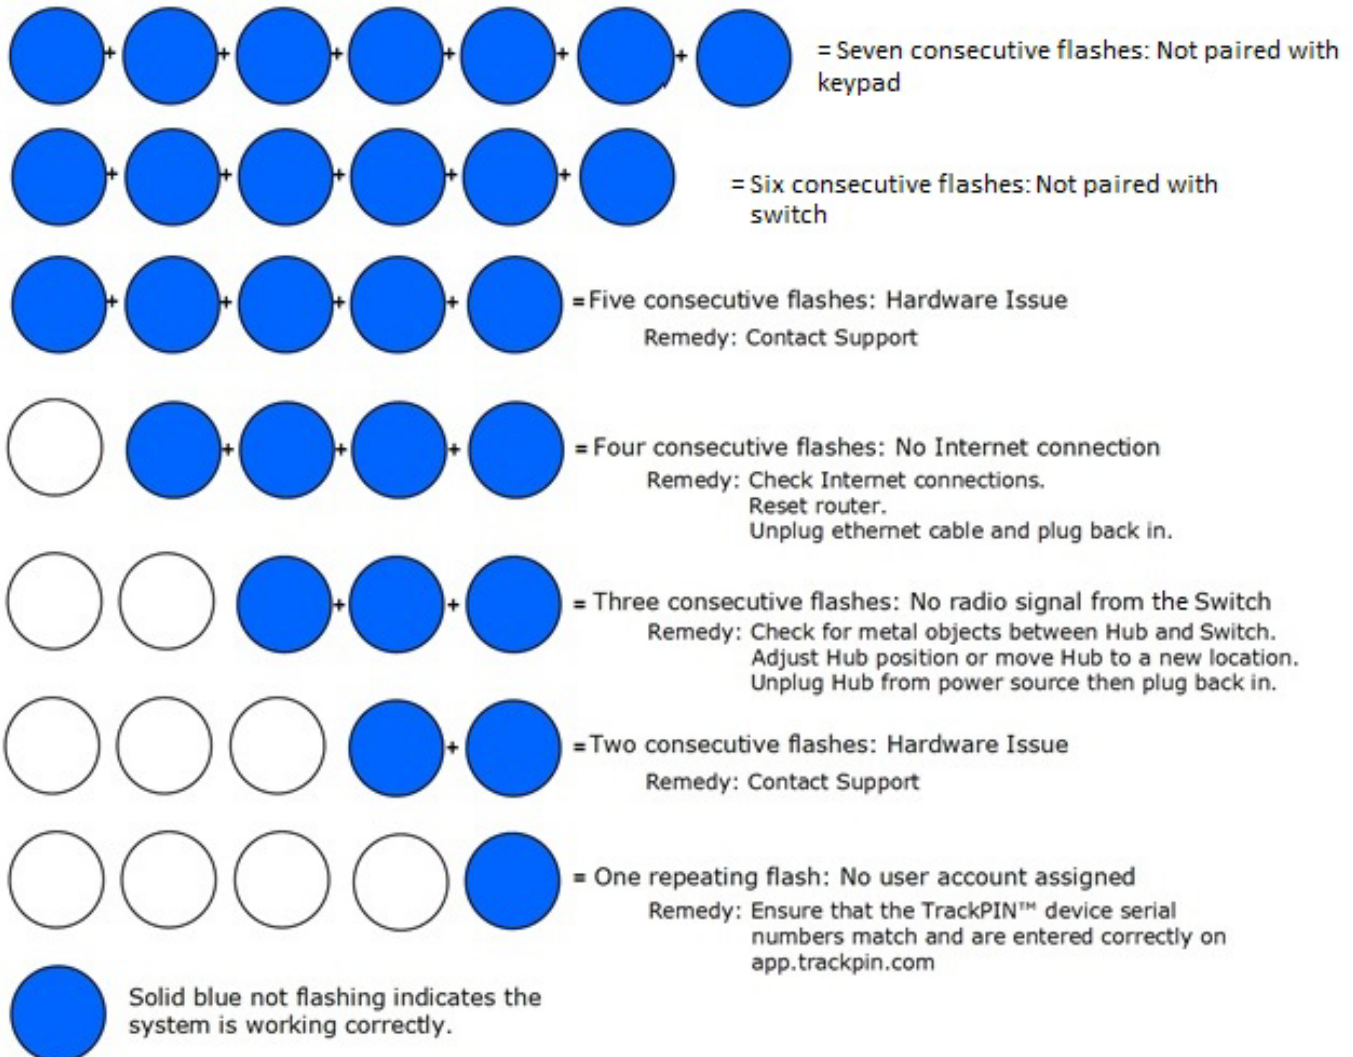 = Seven consecutive flashes: Not paired with
keypad
= Six consecutive flashes: Not paired with
switch
= Five consecutive flashes: Hardware Issue
Remedy: Contact Support
= Four consecutive flashes: No Internet connection
Remedy: Check Internet connections.
Reset router.
Unplug ethernet cable and plug back in.
= Three consecutive flashes: No radio signal from the Switch
Remedy: Check for metal objects between Hub and Switch.
Adjust Hub position or move Hub to a new location.
Unplug Hub from power source then plug back in.
= Two consecutive flashes: Hardware Issue
Remedy: Contact Support
= One repeating flash: No user account assigned
Remedy: Ensure that the TrackPIN™ device serial
numbers match and are entered correctly on
app.trackpin.com
Solid blue not flashing indicates the
system is working correctly.